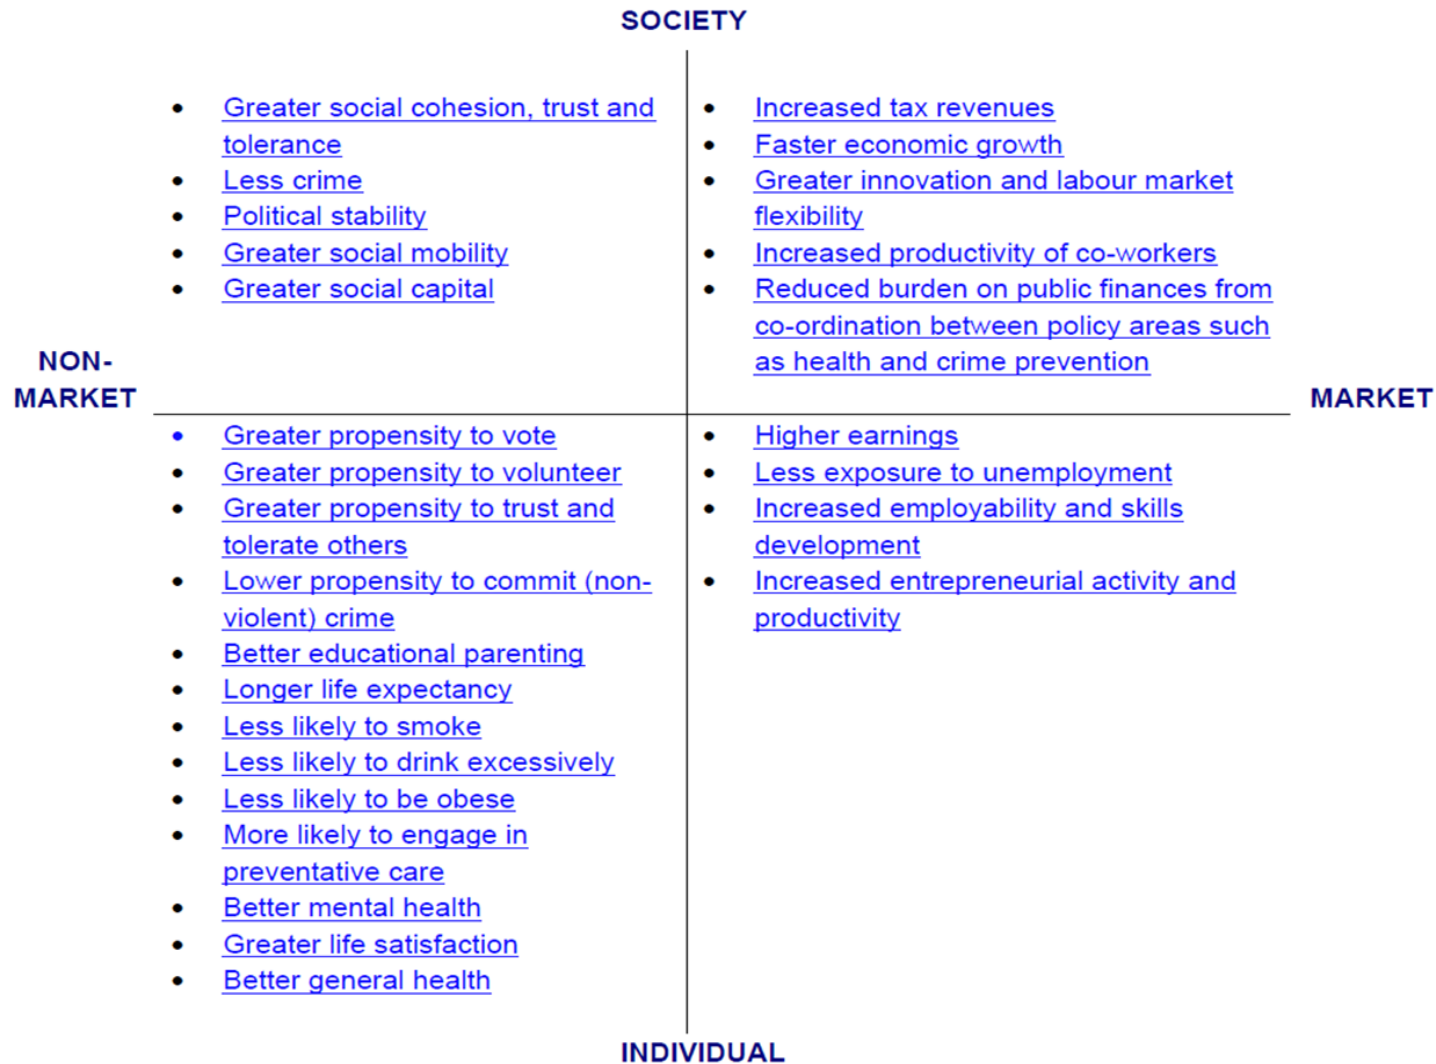 SOCIETY
• Greater social cohesion, trust and
tolerance
• Less crime
• Political stability
• Greater social mobility
• Greater social capital
• Increased tax revenues
• Faster economic growth
• Greater innovation and labour market
flexibility
• Increased productivity of co-workers
• Reduced burden on public finances from
co-ordination between policy areas such
as health and crime prevention
NON-
MARKET
MARKET
• Greater propensity to vote
• Greater propensity to volunteer
• Greater propensity to trust and
tolerate others
• Lower propensity to commit (non-
violent) crime
• Better educational parenting
• Longer life expectancy
• Less likely to smoke
• Less likely to drink excessively
• Less likely to be obese
• More likely to engage in
preventative care
• Better mental health
• Greater life satisfaction
• Better general health
• Higher earnings
• Less exposure to unemployment
• Increased employability and skills
development
• Increased entrepreneurial activity and
productivity
INDIVIDUAL